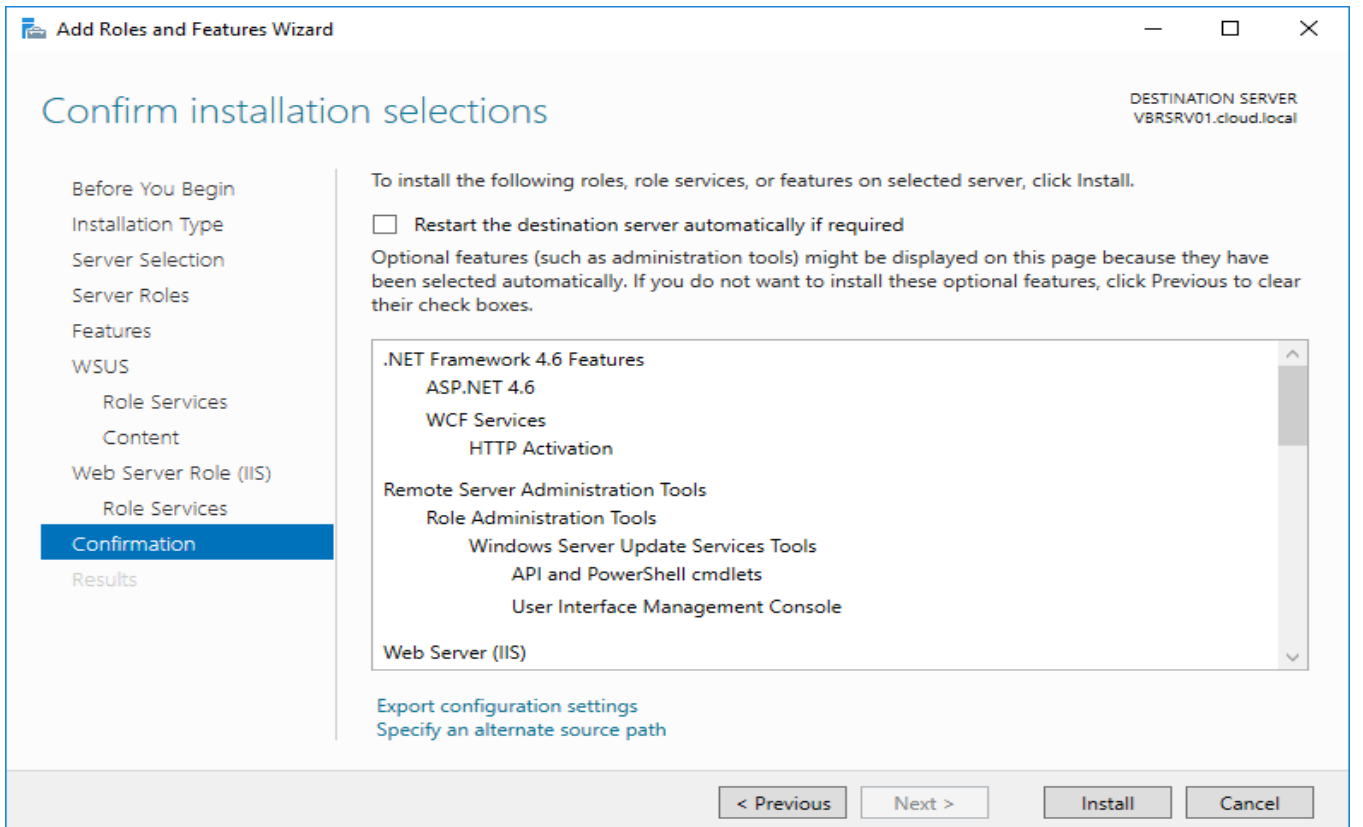 Add Roles and Features Wizard
Confirm installation selections
DESTINATION SERVER
VBRSRV01.cloud.local
Before You Begin
Installation Type
Server Selection
Server Roles
Features
WSUS
Role Services
Content
Web Server Role (IIS)
Role Services
Confirmation
Results
To install the following roles, role services, or features on selected server, click Install.
Restart the destination server automatically if required
Optional features (such as administration tools) might be displayed on this page because they have
been selected automatically. If you do not want to install these optional features, click Previous to clear
their check boxes.
.NET Framework 4.6 Features
ASP.NET 4.6
WCF Services
HTTP Activation
Remote Server Administration Tools
Role Administration Tools
Windows Server Update Services Tools
API and PowerShell cmdlets
User Interface Management Console
Web Server (IIS)
Export configuration settings
Specify an alternate source path
< Previous
Next >
Install
Cancel